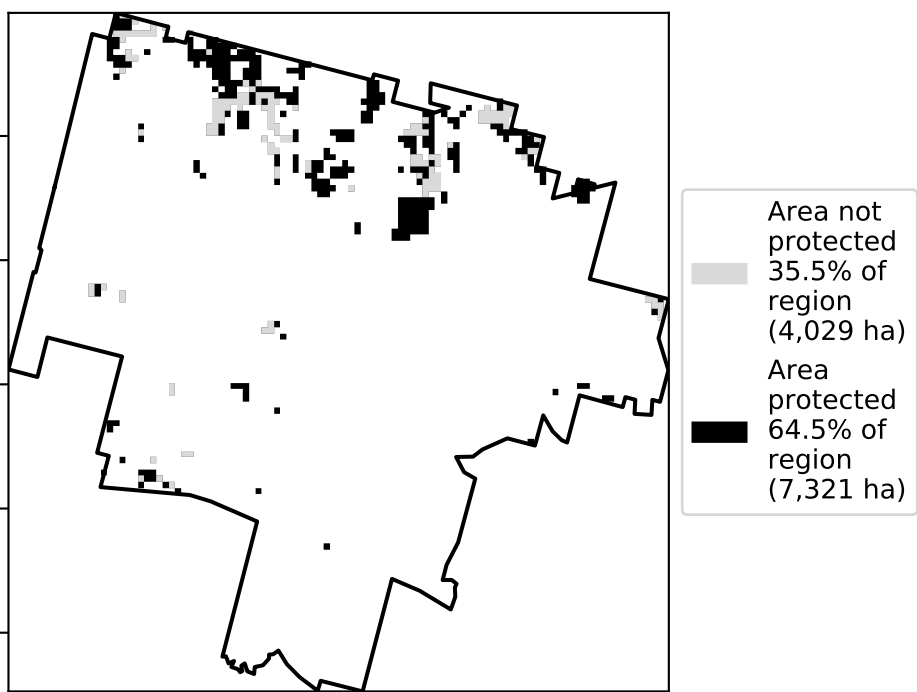 Area not
protected
35.5% of
region
(4,029 ha)
Area
protected
64.5% of
region
(7,321 ha)